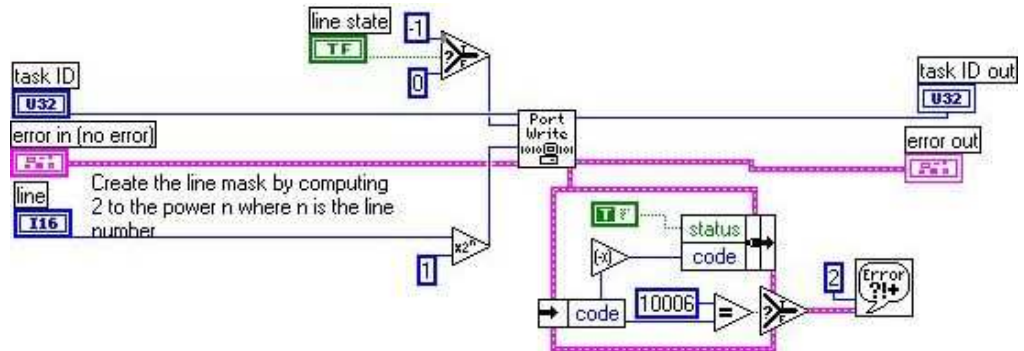 line state
TF
-1
0
task ID
U32
task ID out
U32
Port
Write
error in (no error)
error out
line
I16
Create the line mask by computing
2 to the power n where n is the line
number
1
x2ⁿ
?
T
F
T
status
code
(-x)
code
10006
=
?
F
2
Error
?!+